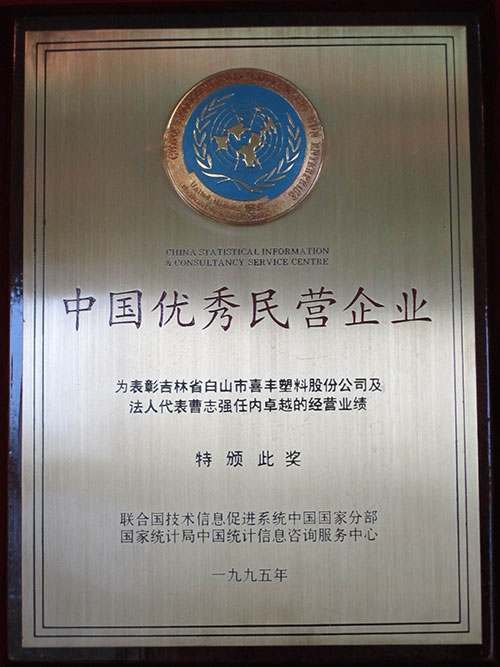 CHINA STATISTICAL INFORMATION
& CONSULTANCY SERVICE CENTRE
中国优秀民营企业
为表彰吉林省白山市喜丰塑料股份公司及
法人代表曹志强任内卓越的经营业绩
特颁此奖
联合国技术信息促进系统中国国家分部
国家统计局中国统计信息咨询服务中心
一九九五年